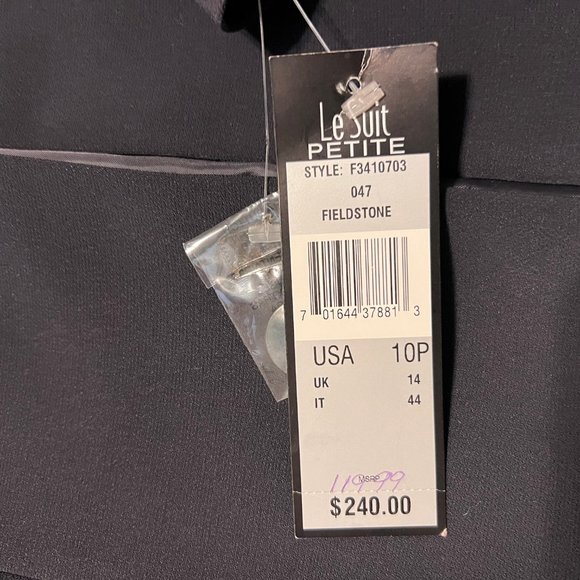 Le Suit
PETITE
STYLE: F3410703
047
FIELDSTONE
7 01644 37881 3
USA 10P
UK 14
IT 44
MSRP
119.99
$240.00